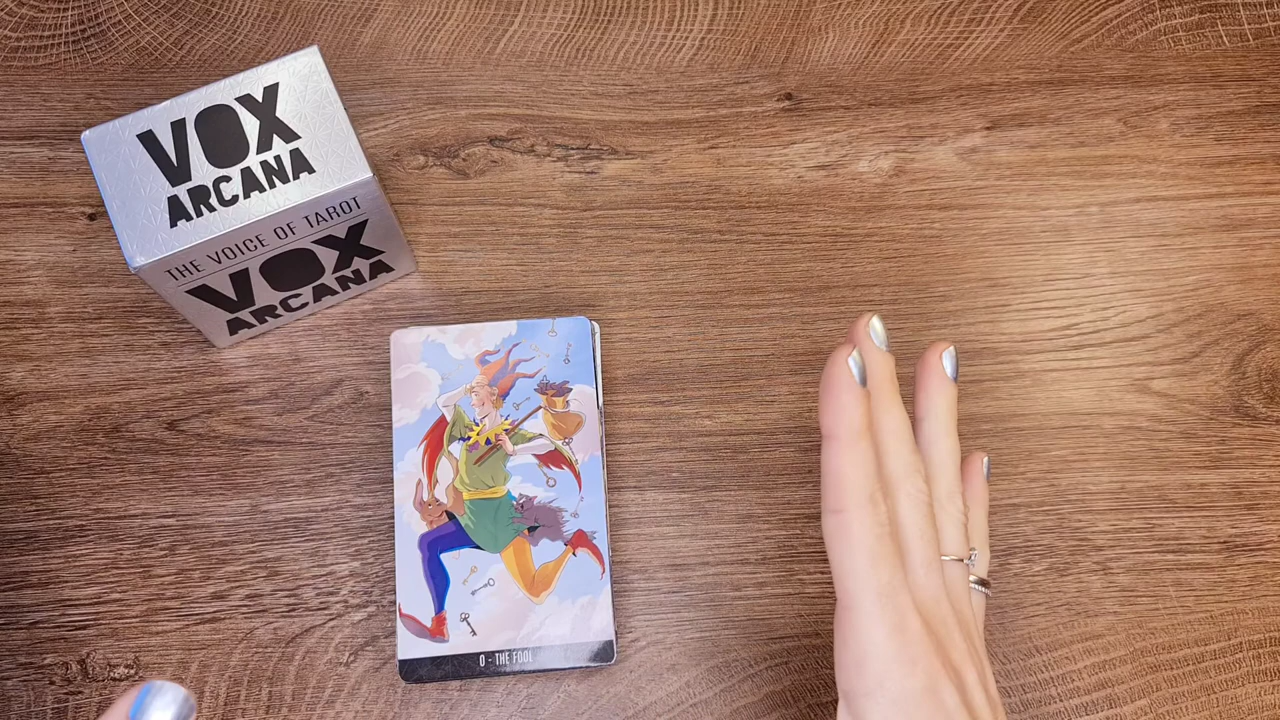 VOX
ARCANA
THE VOICE OF TAROT
VOX
ARCANA
0 - THE FOOL